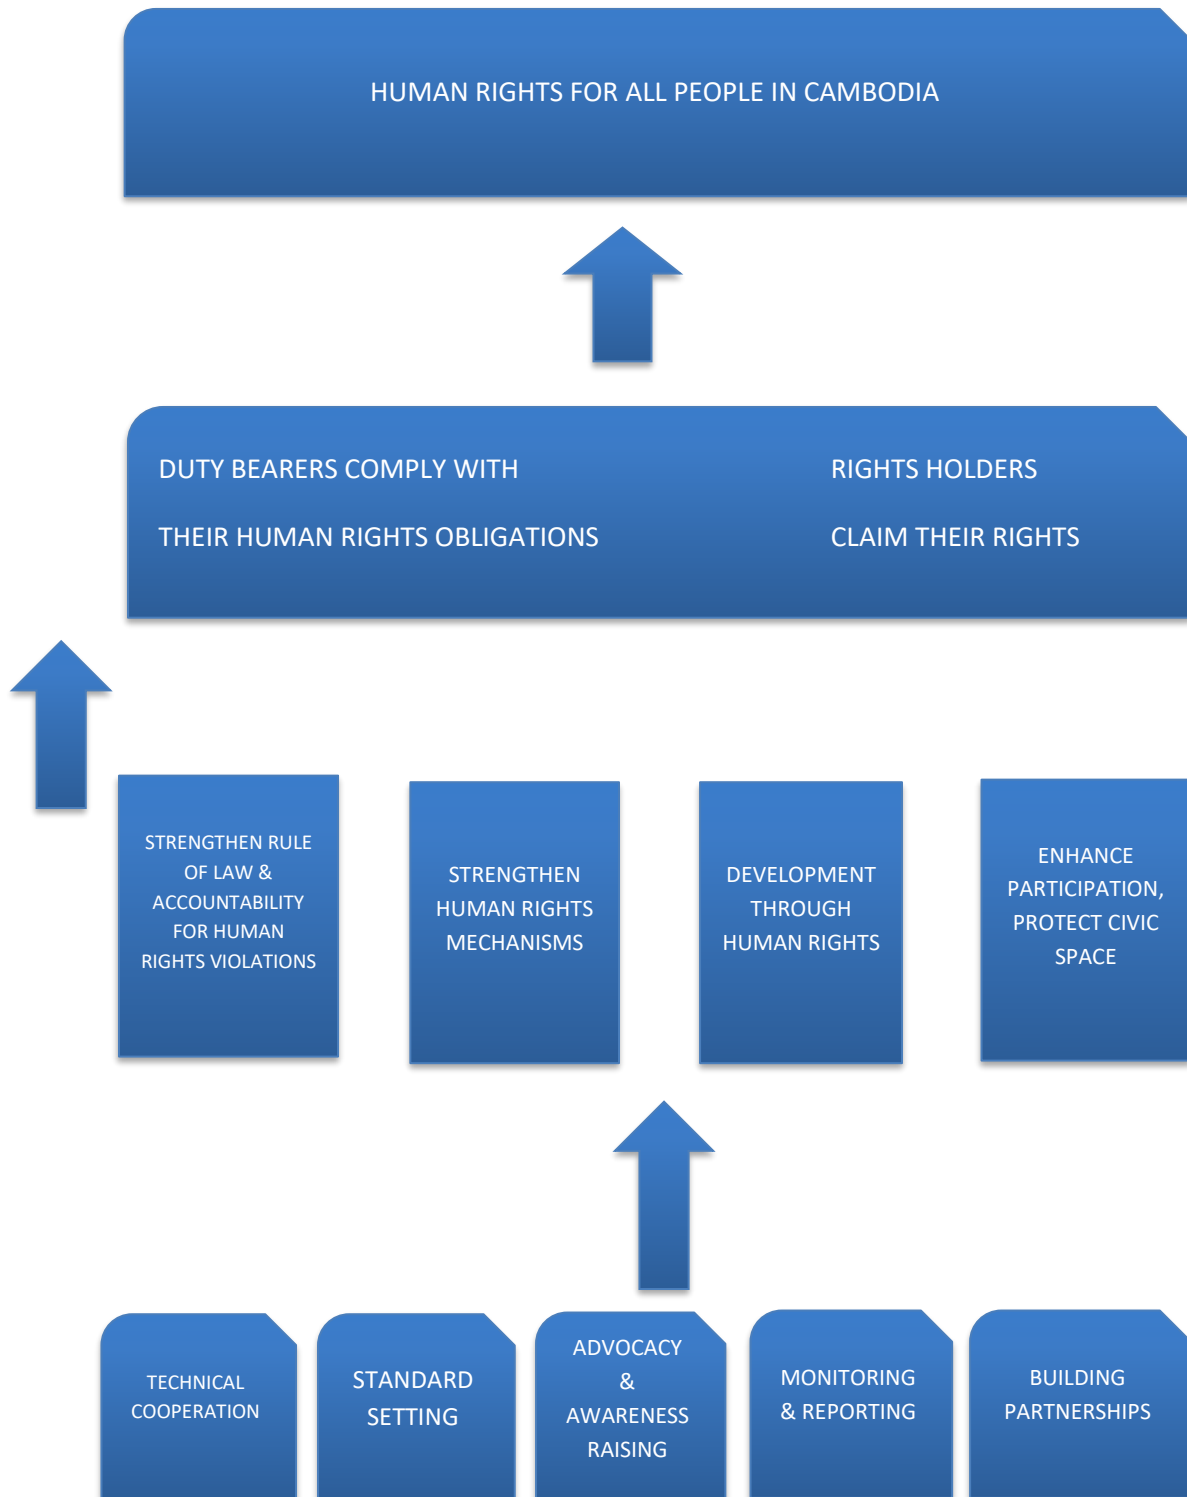 HUMAN RIGHTS FOR ALL PEOPLE IN CAMBODIA
DUTY BEARERS COMPLY WITH
THEIR HUMAN RIGHTS OBLIGATIONS
RIGHTS HOLDERS
CLAIM THEIR RIGHTS
STRENGTHEN RULE
OF LAW &
ACCOUNTABILITY
FOR HUMAN
RIGHTS VIOLATIONS
STRENGTHEN
HUMAN RIGHTS
MECHANISMS
DEVELOPMENT
THROUGH
HUMAN RIGHTS
ENHANCE
PARTICIPATION,
PROTECT CIVIC
SPACE
TECHNICAL
COOPERATION
STANDARD
SETTING
ADVOCACY
&
AWARENESS
RAISING
MONITORING
& REPORTING
BUILDING
PARTNERSHIPS